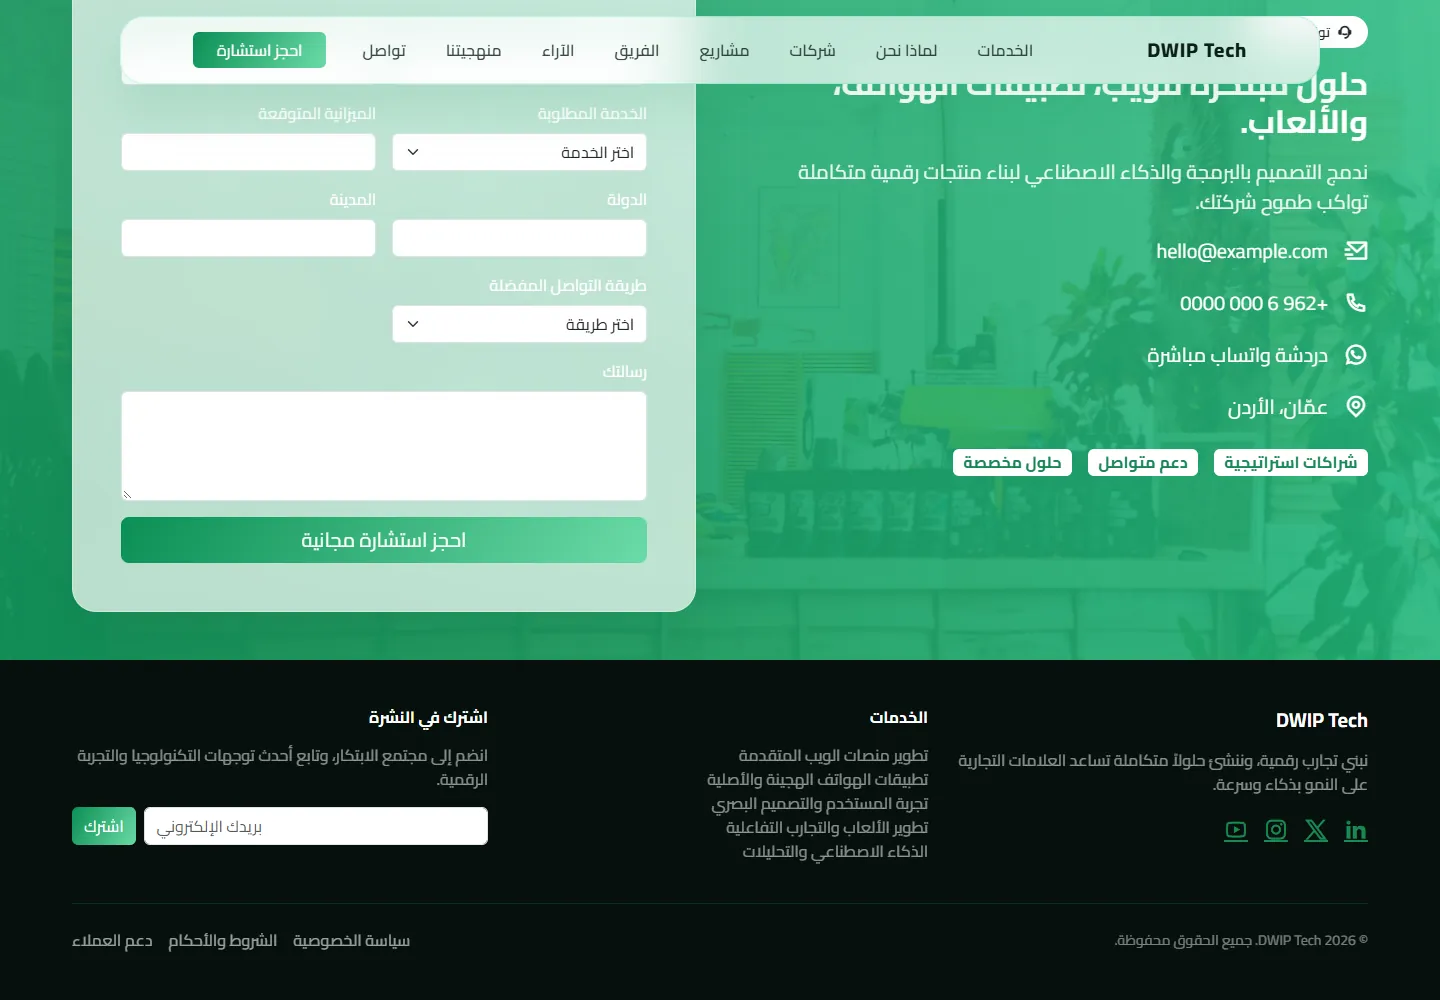 DWIP Tech
الخدمات
لماذا نحن
شركات
مشاريع
الفريق
الآراء
منهجيتنا
تواصل
احجز استشارة
حلول مبتكرة للويب، تطبيقات الهواتف،
والألعاب.
ندمج التصميم بالبرمجة والذكاء الاصطناعي لبناء منتجات رقمية متكاملة
تواكب طموح شركتك.
hello@example.com
+962 6 000 0000
دردشة واتساب مباشرة
عمّان، الأردن
شراكات استراتيجية
دعم متواصل
حلول مخصصة
الخدمة المطلوبة
الميزانية المتوقعة
اختر الخدمة
الدولة
المدينة
طريقة التواصل المفضلة
اختر طريقة
رسالتك
احجز استشارة مجانية
DWIP Tech
نبني تجارب رقمية، وننشئ حلولاً متكاملة تساعد العلامات التجارية
على النمو بذكاء وسرعة.
الخدمات
تطوير منصات الويب المتقدمة
تطبيقات الهواتف الهجينة والأصلية
تجربة المستخدم والتصميم البصري
تطوير الألعاب والتجارب التفاعلية
الذكاء الاصطناعي والتحليلات
اشترك في النشرة
انضم إلى مجتمع الابتكار، وتابع أحدث توجهات التكنولوجيا والتجربة
الرقمية.
بريدك الإلكتروني
اشترك
© 2026 DWIP Tech. جميع الحقوق محفوظة.
سياسة الخصوصية
الشروط والأحكام
دعم العملاء